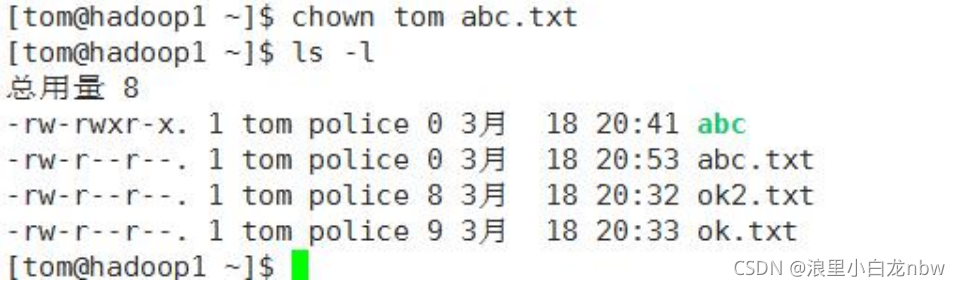 [tom@hadoop1 ~]$ chown tom abc.txt
[tom@hadoop1 ~]$ ls -l
总用量 8
-rw-rwxr-x. 1 tom police 0 3月  18 20:41 abc
-rw-r--r--. 1 tom police 0 3月  18 20:53 abc.txt
-rw-r--r--. 1 tom police 8 3月  18 20:32 ok2.txt
-rw-r--r--. 1 tom police 9 3月  18 20:33 ok.txt
[tom@hadoop1 ~]$
CSDN @浪里小白龙nbw